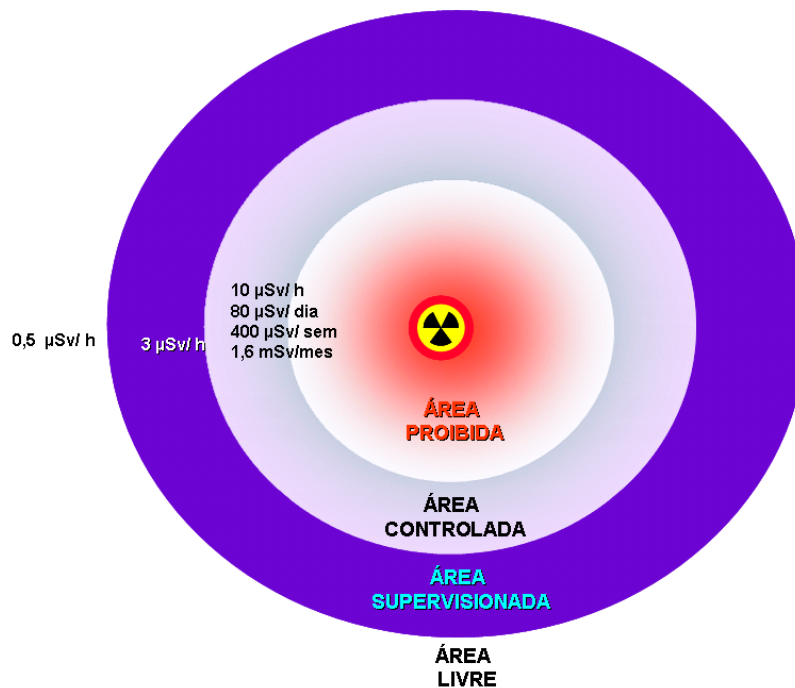 10 µSv/ h
80 µSv/ dia
400 µSv/ sem
1,6 mSv/mes
3 µSv/ h
0,5 µSv/ h
ÁREA
PROIBIDA
ÁREA
CONTROLADA
ÁREA
SUPERVISIONADA
ÁREA
LIVRE